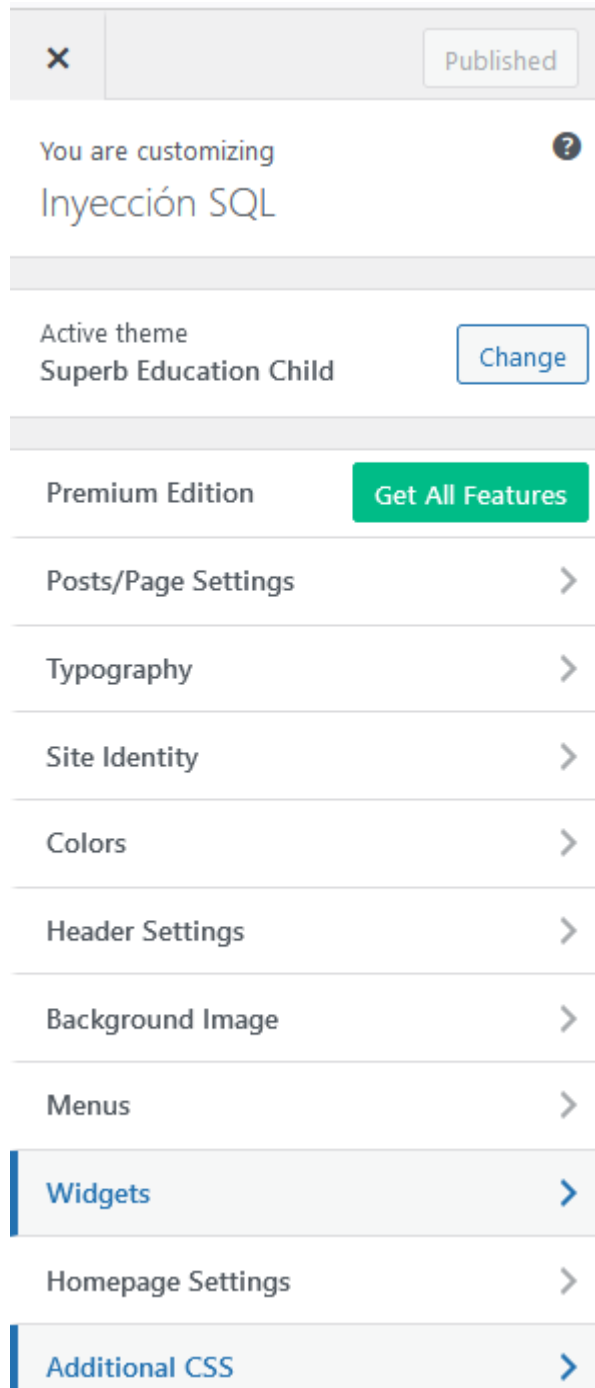 Published
You are customizing
Inyección SQL
Active theme
Superb Education Child
Change
Premium Edition
Get All Features
Posts/Page Settings
Typography
Site Identity
Colors
Header Settings
Background Image
Menus
Widgets
Homepage Settings
Additional CSS